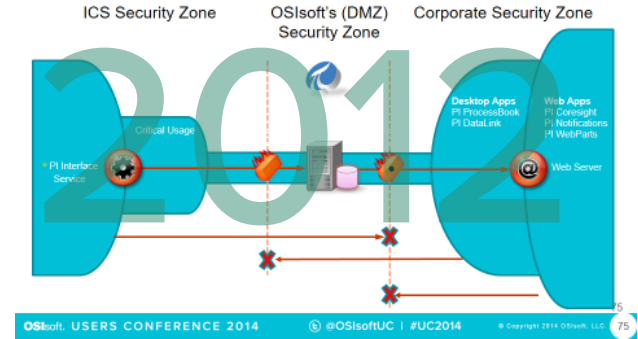 ICS Security Zone
OSIsoft's (DMZ)
Security Zone
Corporate Security Zone
2012
Critical Usage
PI Interface
Service
Desktop Apps
PI ProcessBook
PI DataLink
Web Apps
PI Coresight
PI Notifications
PI WebParts
@
Web Server
75
OSIsoft. USERS CONFERENCE 2014
@OSIsoftUC | #UC2014
© Copyright 2014 OSIsoft, LLC.
75